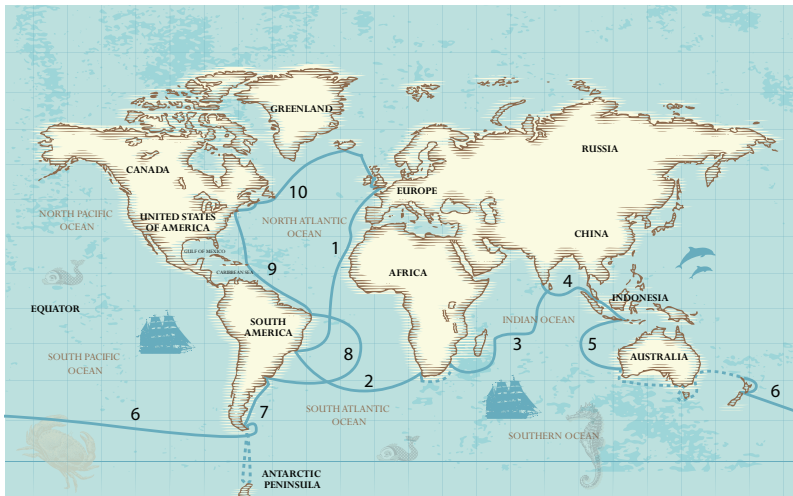 GREENLAND
RUSSIA
CANADA
10
EUROPE
NORTH PACIFIC
OCEAN
UNITED STATES
OF AMERICA
NORTH ATLANTIC
OCEAN
CHINA
GULF OF MEXICO
1
CARIBBEAN SEA
9
AFRICA
4
INDONESIA
EQUATOR
SOUTH
AMERICA
INDIAN OCEAN
3
5
8
SOUTH PACIFIC
OCEAN
AUSTRALIA
2
6
6
7
SOUTH ATLANTIC
OCEAN
SOUTHERN OCEAN
ANTARCTIC
PENINSULA